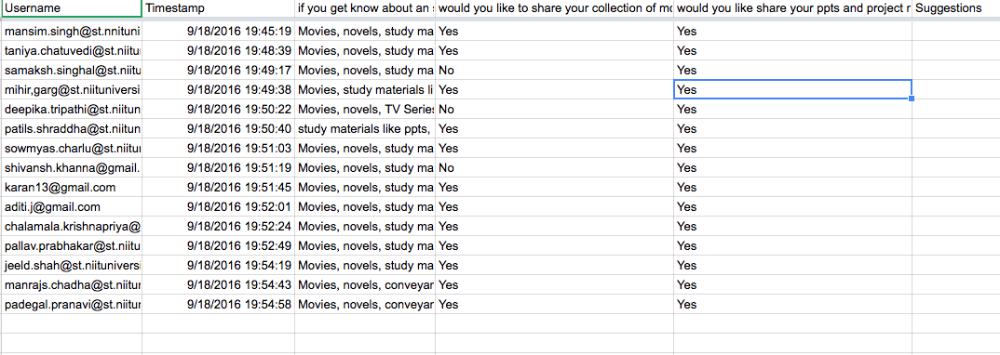 Username Timestamp if you get know about an would you like to share your collection of mo would you like share your ppts and project Suggestions
mansim.singh@st.nnituni 9/18/2016 19:45:19 Movies, novels, study ma Yes Yes
taniya.chatuvedi@st.niitu 9/18/2016 19:48:39 Movies, novels, study ma Yes Yes
samaksh.singhal@st.niitu 9/18/2016 19:49:17 Movies, novels, study ma No Yes
mihir,garg@st.niituniversi 9/18/2016 19:49:38 Movies, study materials li Yes Yes
deepika.tripathi@st.niitun 9/18/2016 19:50:22 Movies, novels, TV Series No Yes
patils.shraddha@st.niitun 9/18/2016 19:50:40 study materials like ppts, Yes Yes
sowmyas.charlu@st.niitu 9/18/2016 19:51:03 Movies, novels, study ma Yes Yes
shivansh.khanna@gmail. 9/18/2016 19:51:19 Movies, novels, study ma No Yes
karan13@gmail.com 9/18/2016 19:51:45 Movies, novels, study ma Yes Yes
aditi.j@gmail.com 9/18/2016 19:52:01 Movies, novels, study ma Yes Yes
chalamala.krishnapriya@ 9/18/2016 19:52:24 Movies, novels, study ma Yes Yes
pallav.prabhakar@st.niitu 9/18/2016 19:52:49 Movies, novels, study ma Yes Yes
jeeld.shah@st.niituniversi 9/18/2016 19:54:19 Movies, novels, study ma Yes Yes
manrajs.chadha@st.niitu 9/18/2016 19:54:43 Movies, novels, conveyar Yes Yes
padegal.pranavi@st.niitu 9/18/2016 19:54:58 Movies, novels, conveyar Yes Yes